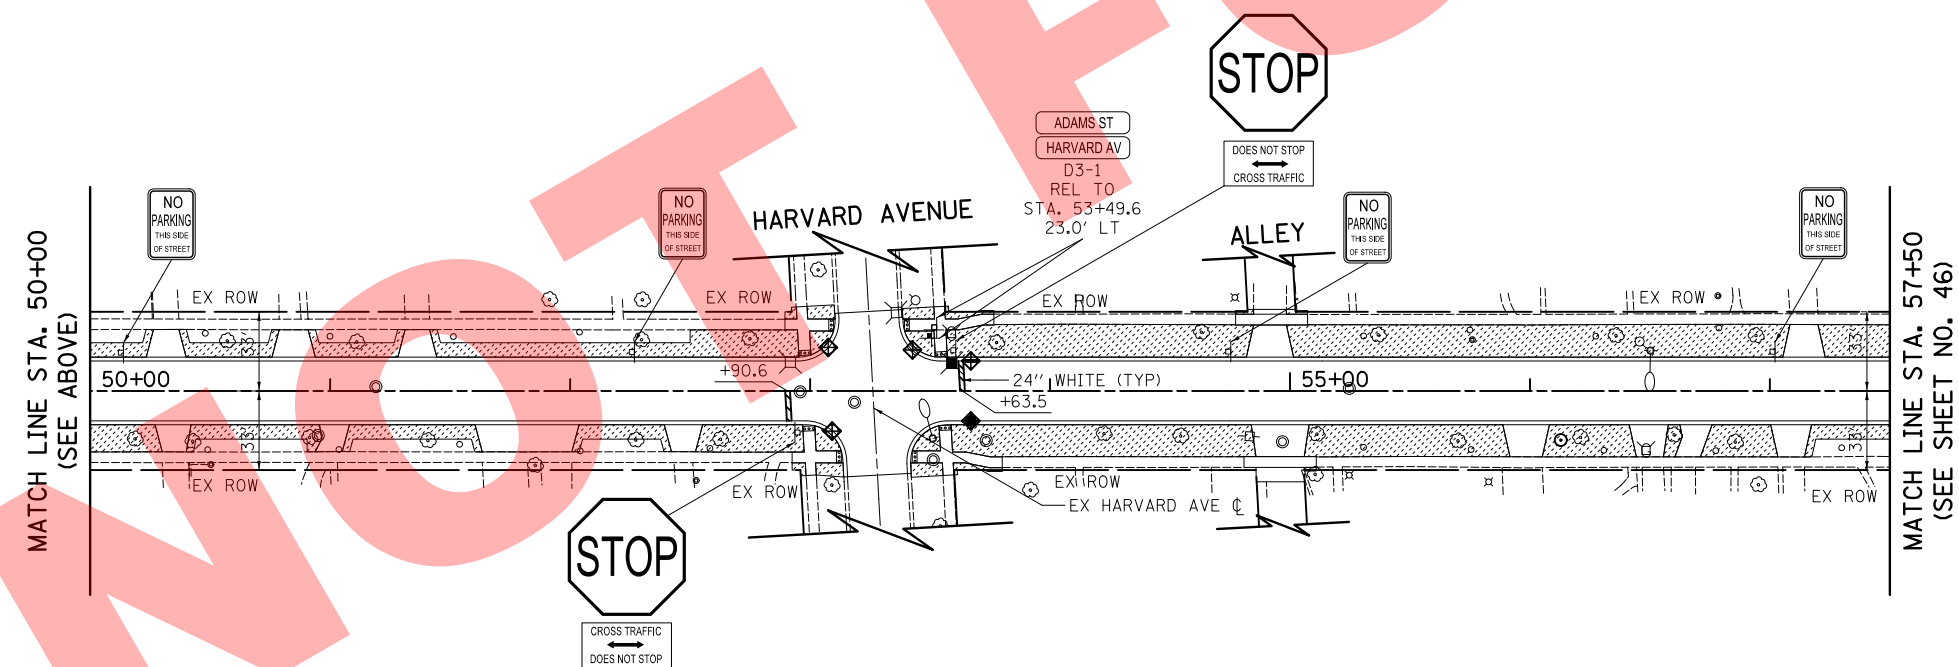 STOP
DOES NOT STOP
CROSS TRAFFIC
ADAMS ST
HARVARD AV
D3-1
REL TO
STA. 53+49.6
23.0' LT
NO
PARKING
THIS SIDE
OF STREET
NO
PARKING
THIS SIDE
OF STREET
HARVARD AVENUE
ALLEY
NO
PARKING
THIS SIDE
OF STREET
NO
PARKING
THIS SIDE
OF STREET
MATCH LINE STA. 50+00
(SEE ABOVE)
EX ROW
EX ROW
EX ROW
EX ROW
33'
33'
50+00
+90.6
24" WHITE (TYP)
+63.5
55+00
33'
33'
EX ROW
EX ROW
EX ROW
EX ROW
EX HARVARD AVE ℄
MATCH LINE STA. 57+50
(SEE SHEET NO. 46)
STOP
CROSS TRAFFIC
DOES NOT STOP
NOT